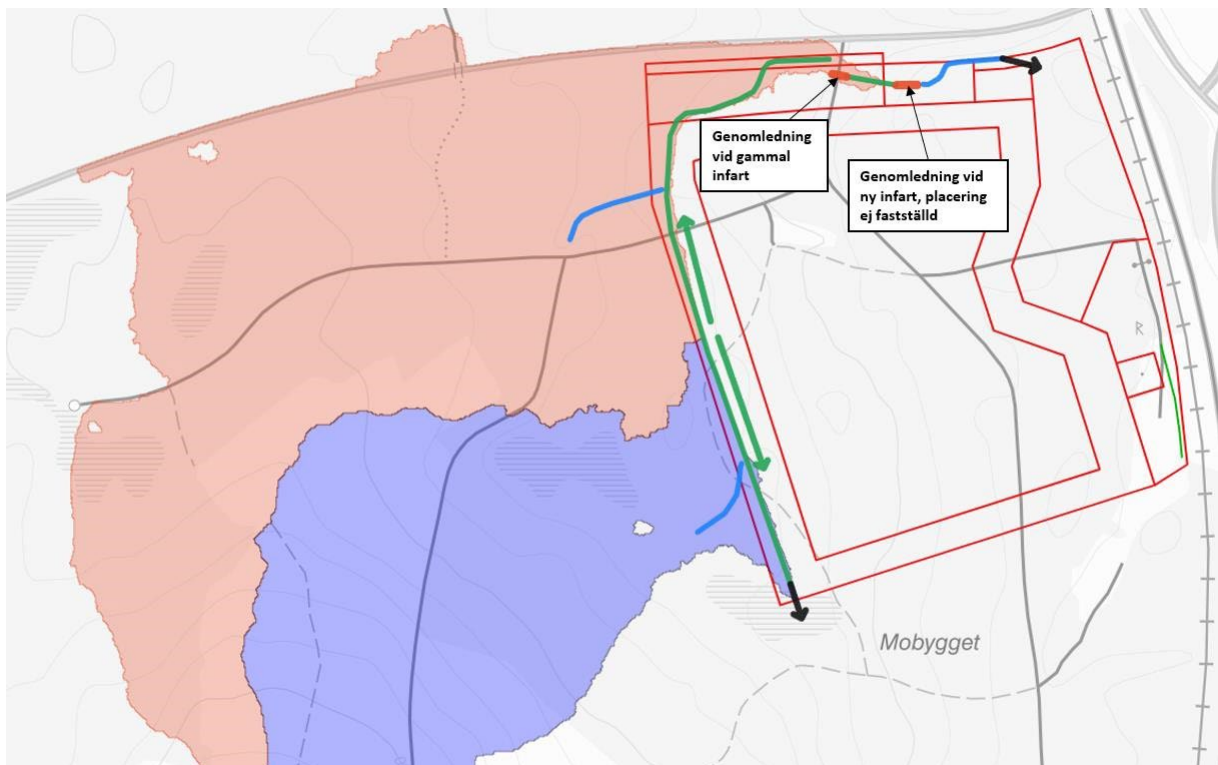 Genomledning
vid gammal
infart
Genomledning vid
ny infart, placering
ej fastställd
R
Mobygget